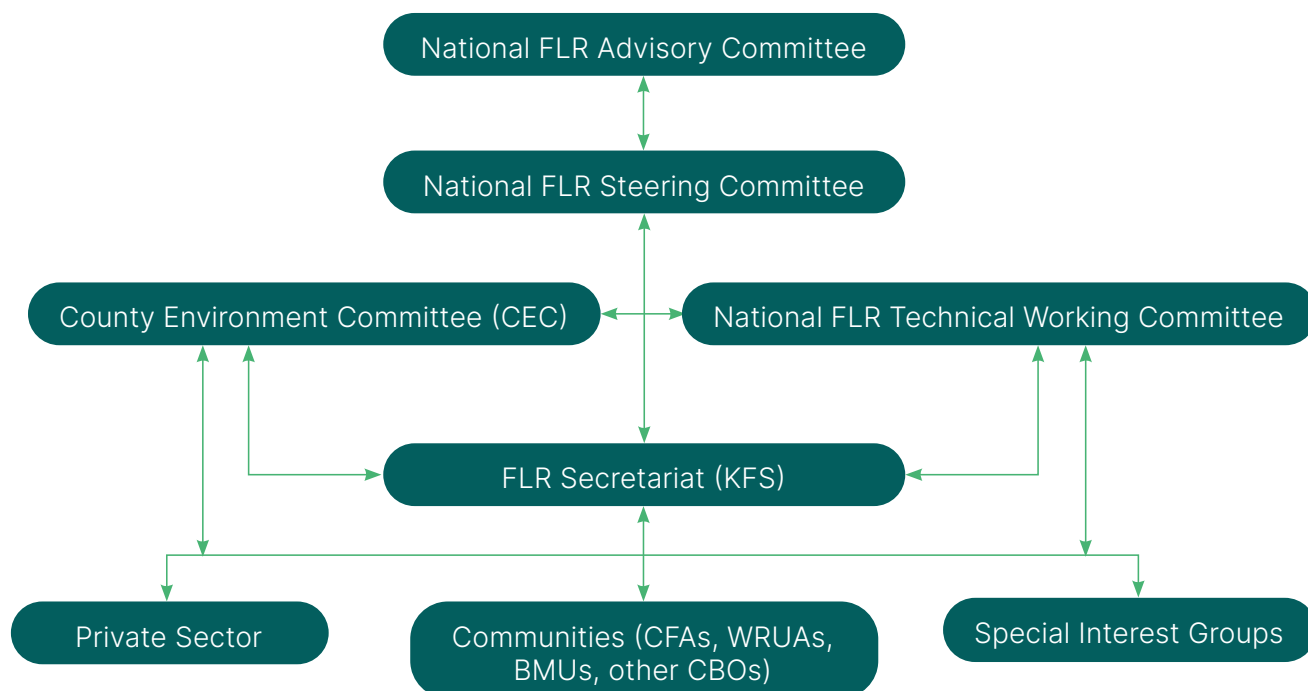 National FLR Advisory Committee
National FLR Steering Committee
County Environment Committee (CEC)
National FLR Technical Working Committee
FLR Secretariat (KFS)
Private Sector
Communities (CFAs, WRUAs,
BMUs, other CBOs)
Special Interest Groups